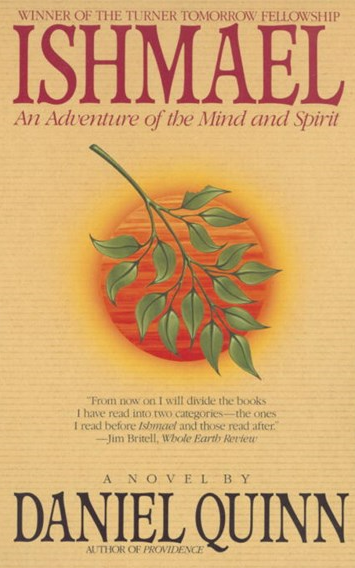 WINNER OF THE TURNER TOMORROW FELLOWSHIP
ISHMAEL
An Adventure of the Mind and Spirit
“From now on I will divide the books
I have read into two categories—the ones
I read before Ishmael and those read after.”
—Jim Britell, Whole Earth Review
A NOVEL BY
DANIEL QUINN
AUTHOR OF PROVIDENCE